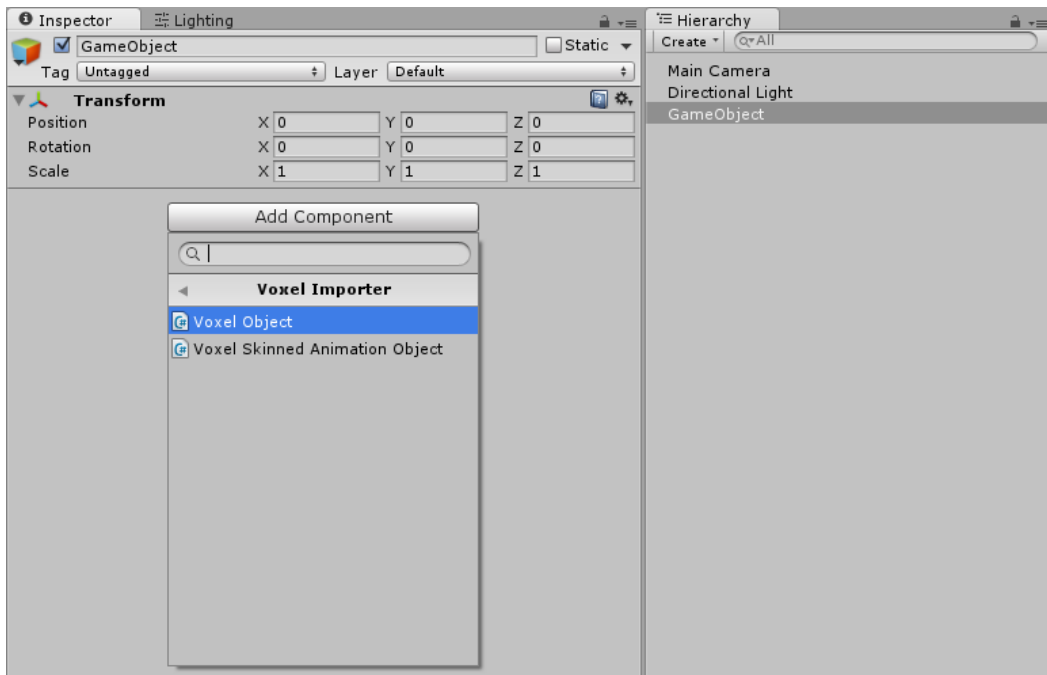 Inspector
Lighting
GameObject
Static
Tag Untagged Layer Default
Transform
Position X 0 Y 0 Z 0
Rotation X 0 Y 0 Z 0
Scale X 1 Y 1 Z 1
Add Component
Voxel Importer
Voxel Object
Voxel Skinned Animation Object
Hierarchy
Create All
Main Camera
Directional Light
GameObject